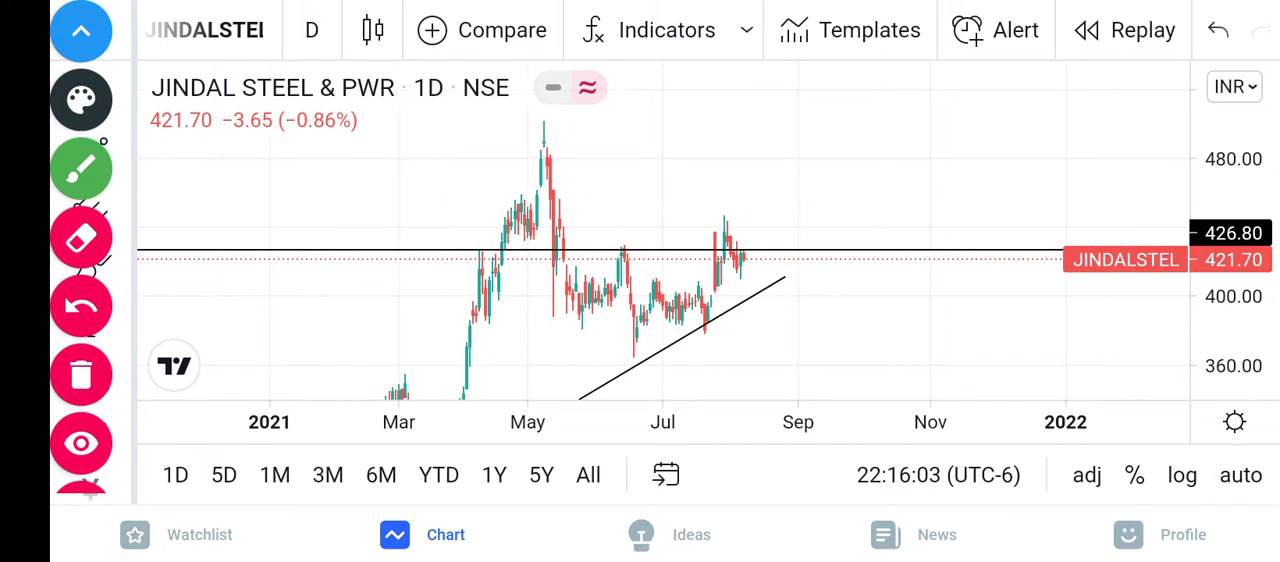 JINDALSTEI D Compare Indicators Templates Alert Replay
JINDAL STEEL & PWR · 1D · NSE
INR
421.70 −3.65 (−0.86%)
480.00
426.80
JINDALSTEL 421.70
400.00
360.00
2021 Mar May Jul Sep Nov 2022
1D 5D 1M 3M 6M YTD 1Y 5Y All 22:16:03 (UTC-6) adj % log auto
Watchlist Chart Ideas News Profile